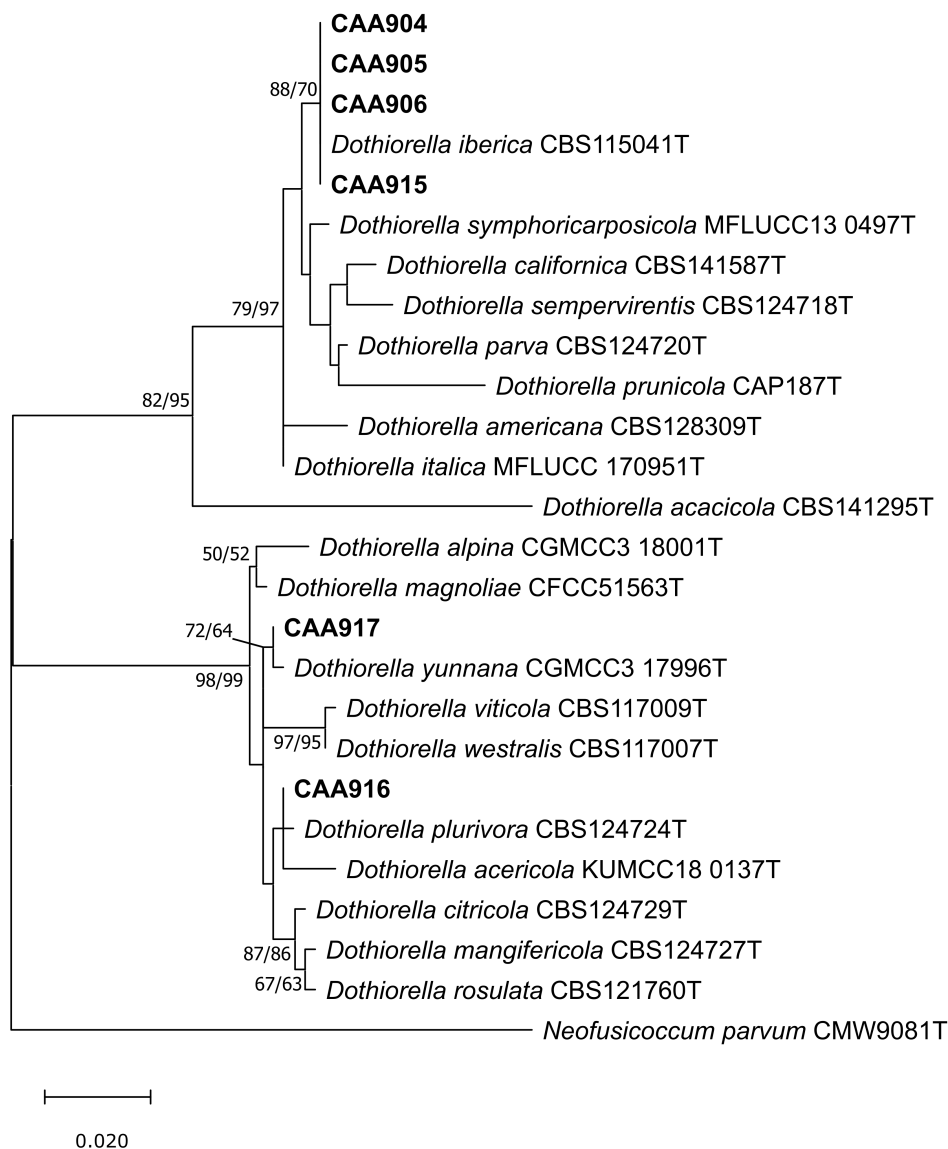 CAA904
CAA905
88/70
CAA906
Dothiorella iberica CBS115041T
CAA915
Dothiorella symphoricarposicola MFLUCC13 0497T
Dothiorella californica CBS141587T
79/97
Dothiorella sempervirentis CBS124718T
Dothiorella parva CBS124720T
Dothiorella prunicola CAP187T
82/95
Dothiorella americana CBS128309T
Dothiorella italica MFLUCC 170951T
Dothiorella acacicola CBS141295T
50/52
Dothiorella alpina CGMCC3 18001T
Dothiorella magnoliae CFCC51563T
72/64
CAA917
Dothiorella yunnana CGMCC3 17996T
98/99
Dothiorella viticola CBS117009T
97/95
Dothiorella westralis CBS117007T
CAA916
Dothiorella plurivora CBS124724T
Dothiorella acericola KUMCC18 0137T
Dothiorella citricola CBS124729T
87/86
Dothiorella mangifericola CBS124727T
67/63
Dothiorella rosulata CBS121760T
Neofusicoccum parvum CMW9081T
0.020